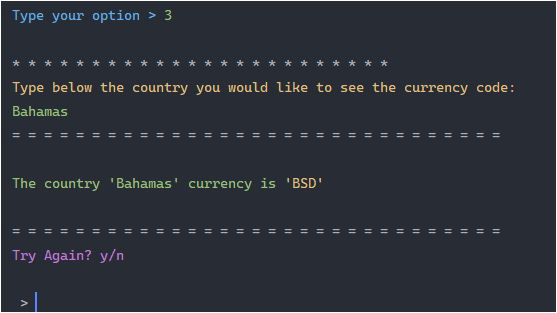 Type your option > 3
* * * * * * * * * * * * * * * * * * * * * * * *
Type below the country you would like to see the currency code:
Bahamas
= = = = = = = = = = = = = = = = = = = = = = = = = = = = = = =
The country 'Bahamas' currency is 'BSD'
= = = = = = = = = = = = = = = = = = = = = = = = = = = = = = =
Try Again? y/n
>